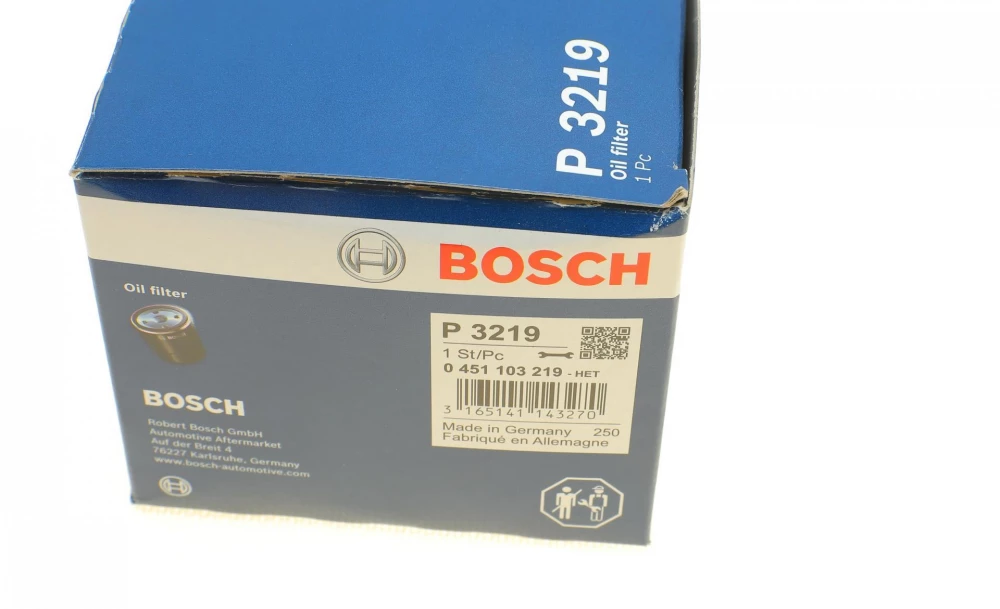 P 3219
Oil filter
1 Pc
BOSCH
Oil filter
BOSCH
Robert Bosch GmbH
Automotive Aftermarket
Auf der Breit 4
76227 Karlsruhe, Germany
www.bosch-automotive.com
P 3219
1 St/Pc
0 451 103 219 - HET
3 165141 143270
Made in Germany 250
Fabriqué en Allemagne